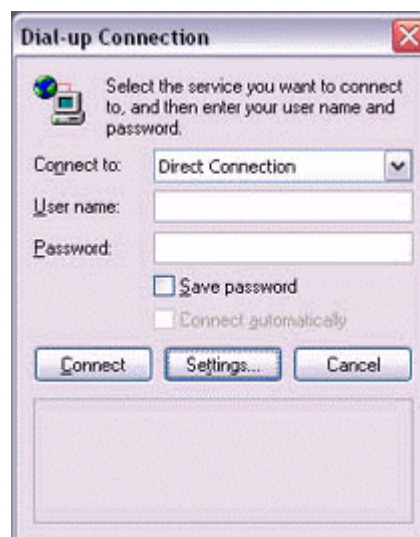 Dial-up Connection
Select the service you want to connect
to, and then enter your user name and
password.
Connect to: Direct Connection
User name:
Password:
Save password
Connect automatically
Connect Settings... Cancel